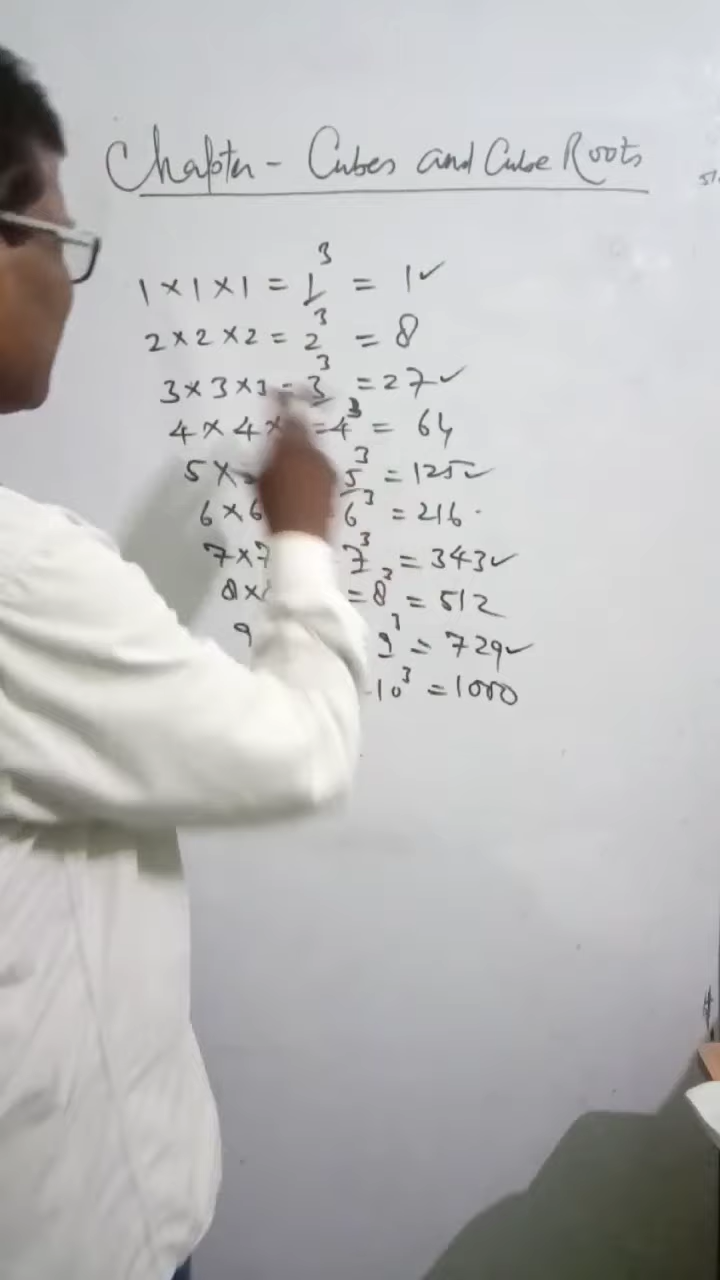 Chapter - Cubes and Cube Roots
1 × 1 × 1 = 1³ = 1 ✓
2 × 2 × 2 = 2³ = 8
3 × 3 × 3 = 3³ = 27 ✓
4 × 4 × = 4³ = 64
5 × 5³ = 125 ✓
6 × 6 6³ = 216
7 × 7 7³ = 343 ✓
8 × = 8³ = 512
9 9³ = 729 ✓
10³ = 1000